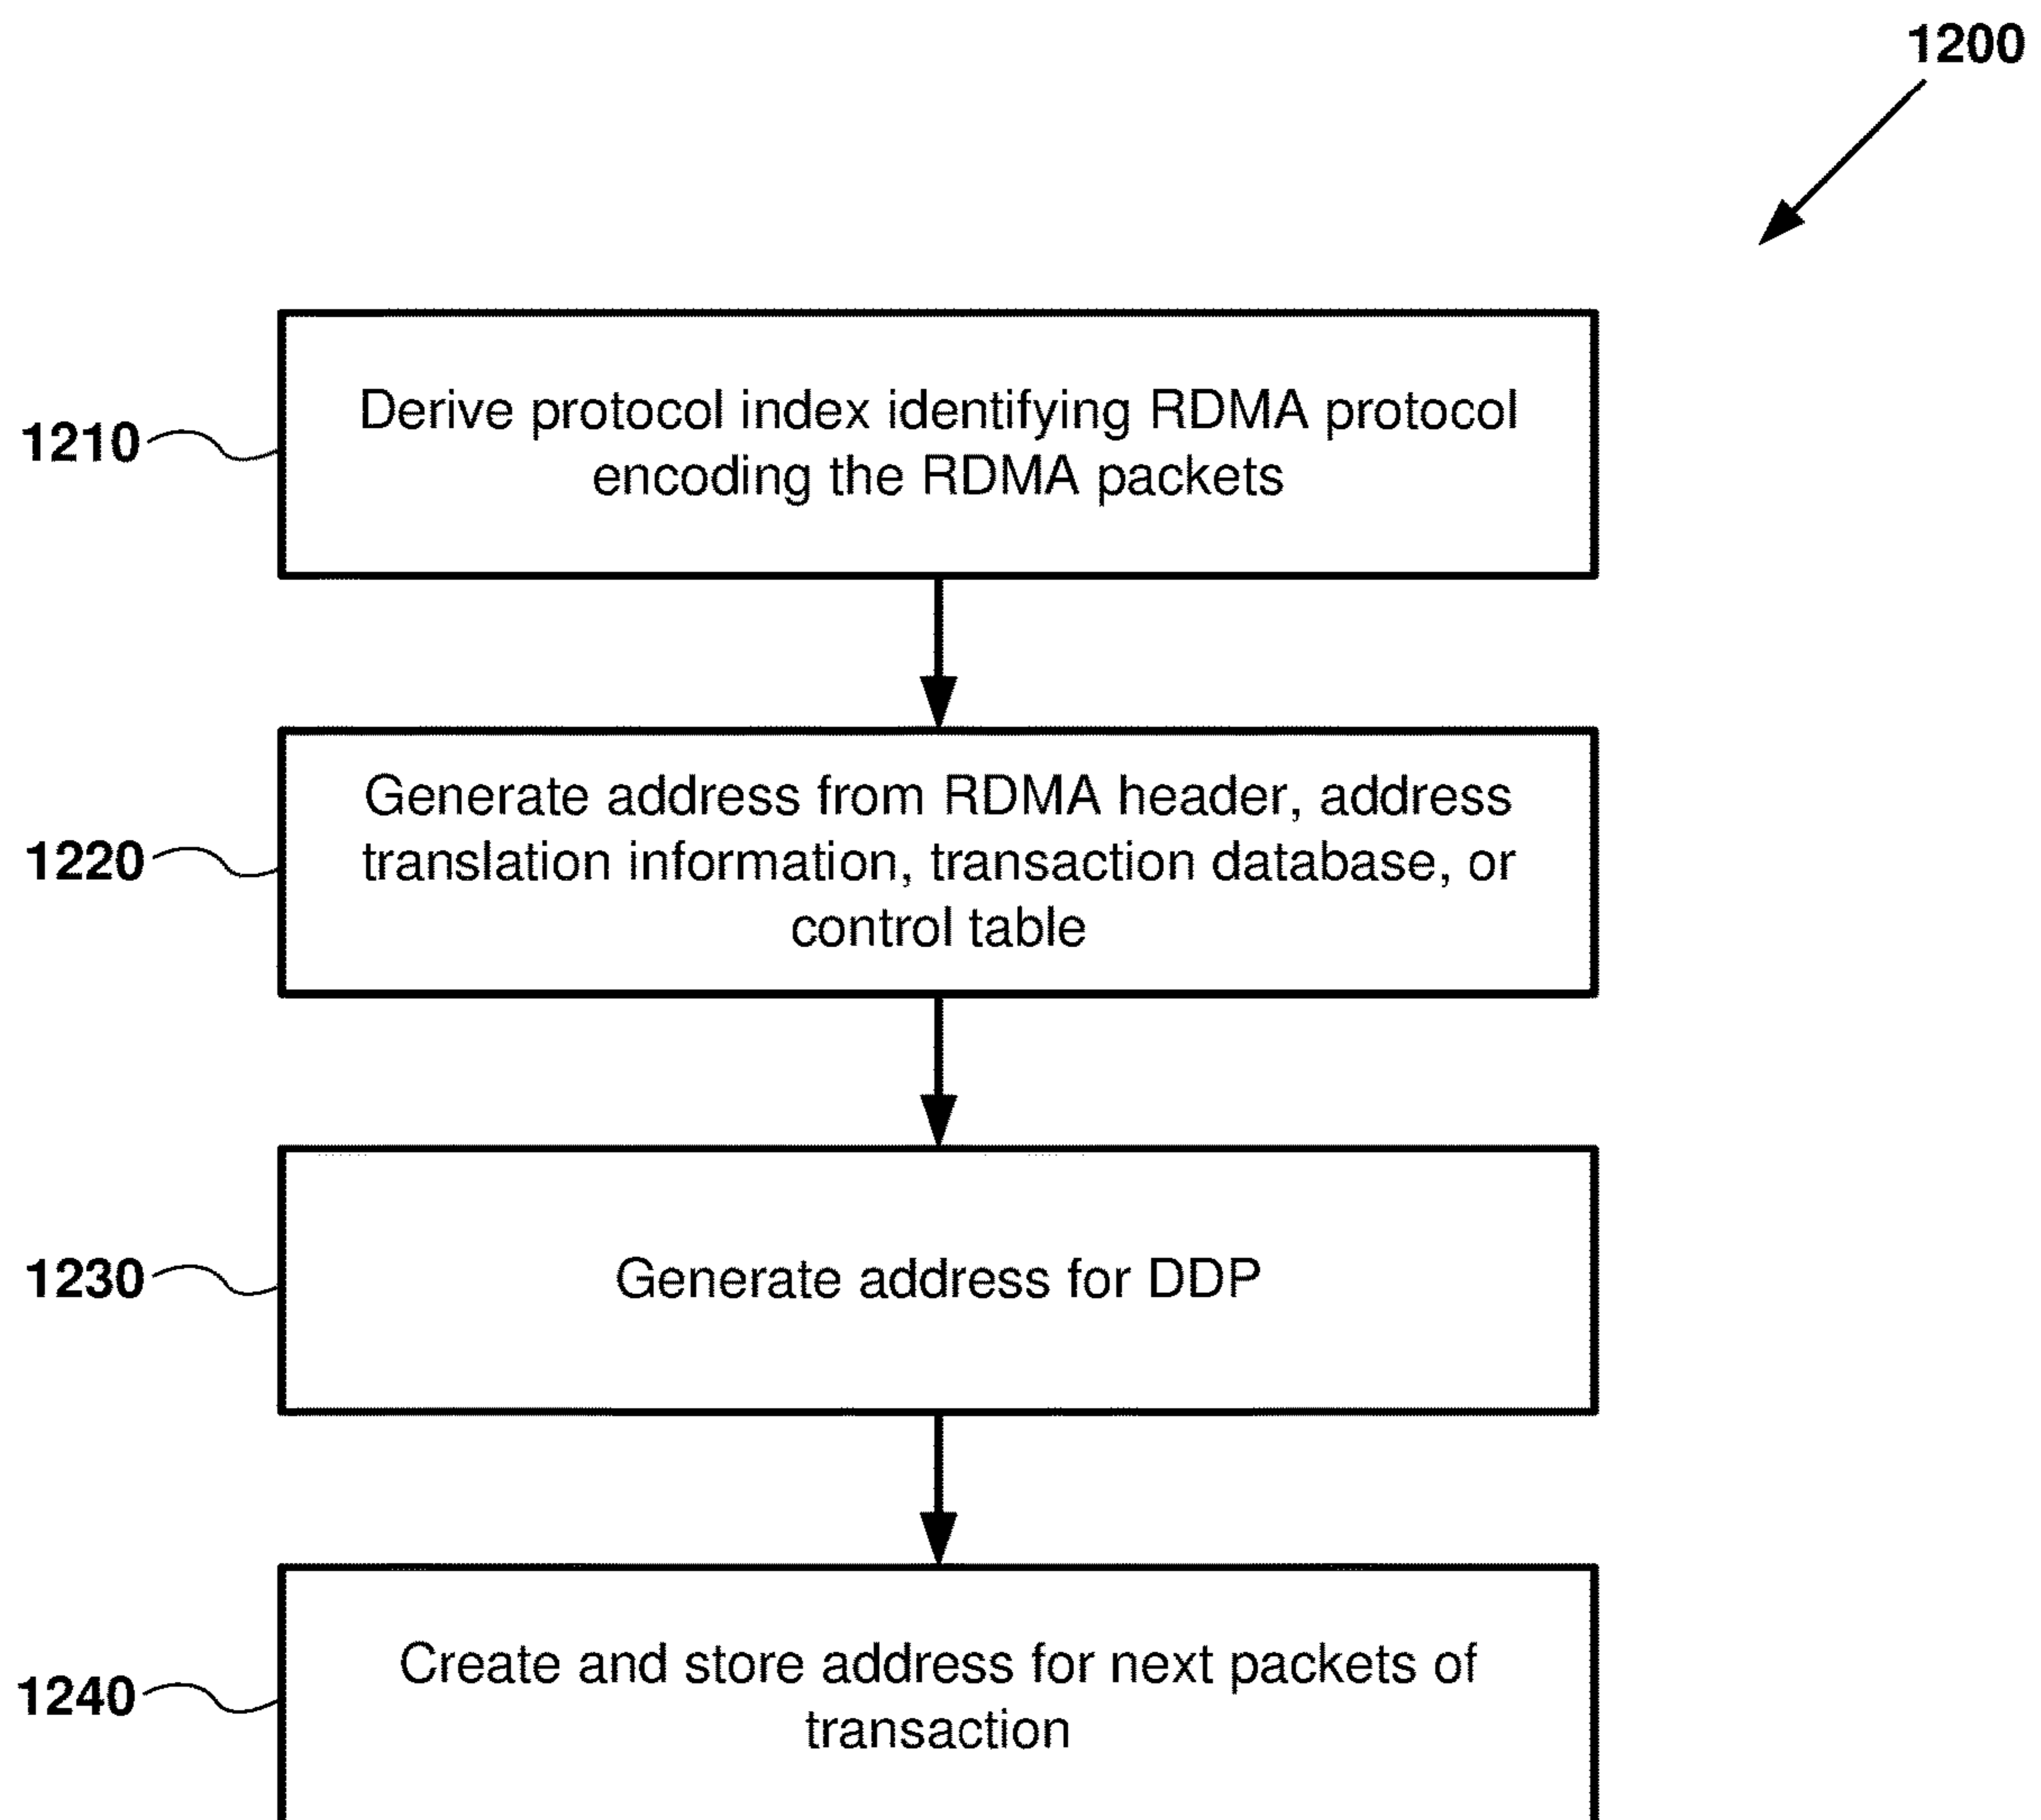 1200
1210
Derive protocol index identifying RDMA protocol
encoding the RDMA packets
1220
Generate address from RDMA header, address
translation information, transaction database, or
control table
1230
Generate address for DDP
1240
Create and store address for next packets of
transaction